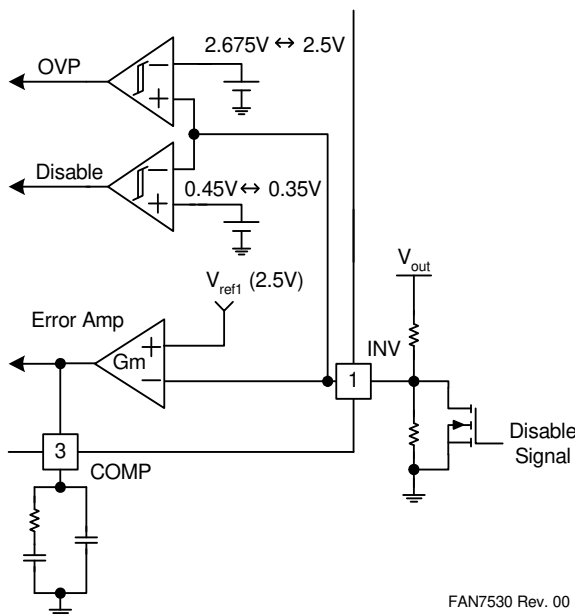 2.675V ↔ 2.5V
OVP
Disable
0.45V ↔ 0.35V
V_out
V_ref1 (2.5V)
Error Amp
Gm
INV
1
Disable
Signal
3
COMP
FAN7530 Rev. 00